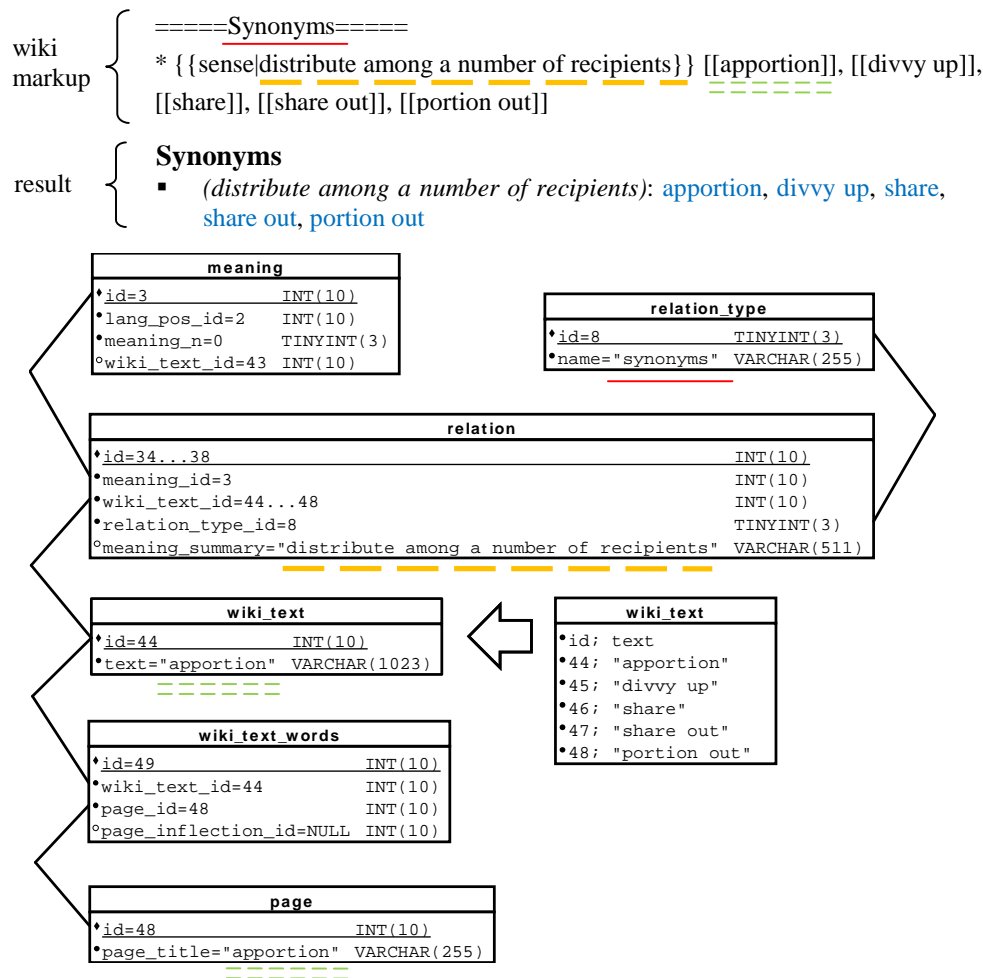 wiki
markup
=====Synonyms=====
* {{sense|distribute among a number of recipients}} [[apportion]], [[divvy up]],
[[share]], [[share out]], [[portion out]]
result
Synonyms
▪ (distribute among a number of recipients): apportion, divvy up, share,
share out, portion out
meaning
♦id=3 INT(10)
•lang_pos_id=2 INT(10)
•meaning_n=0 TINYINT(3)
○wiki_text_id=43 INT(10)
relation_type
♦id=8 TINYINT(3)
•name="synonyms" VARCHAR(255)
relation
♦id=34...38 INT(10)
•meaning_id=3 INT(10)
•wiki_text_id=44...48 INT(10)
•relation_type_id=8 TINYINT(3)
○meaning_summary="distribute among a number of recipients" VARCHAR(511)
wiki_text
♦id=44 INT(10)
•text="apportion" VARCHAR(1023)
wiki_text
•id; text
•44; "apportion"
•45; "divvy up"
•46; "share"
•47; "share out"
•48; "portion out"
wiki_text_words
♦id=49 INT(10)
•wiki_text_id=44 INT(10)
•page_id=48 INT(10)
○page_inflection_id=NULL INT(10)
page
♦id=48 INT(10)
•page_title="apportion" VARCHAR(255)